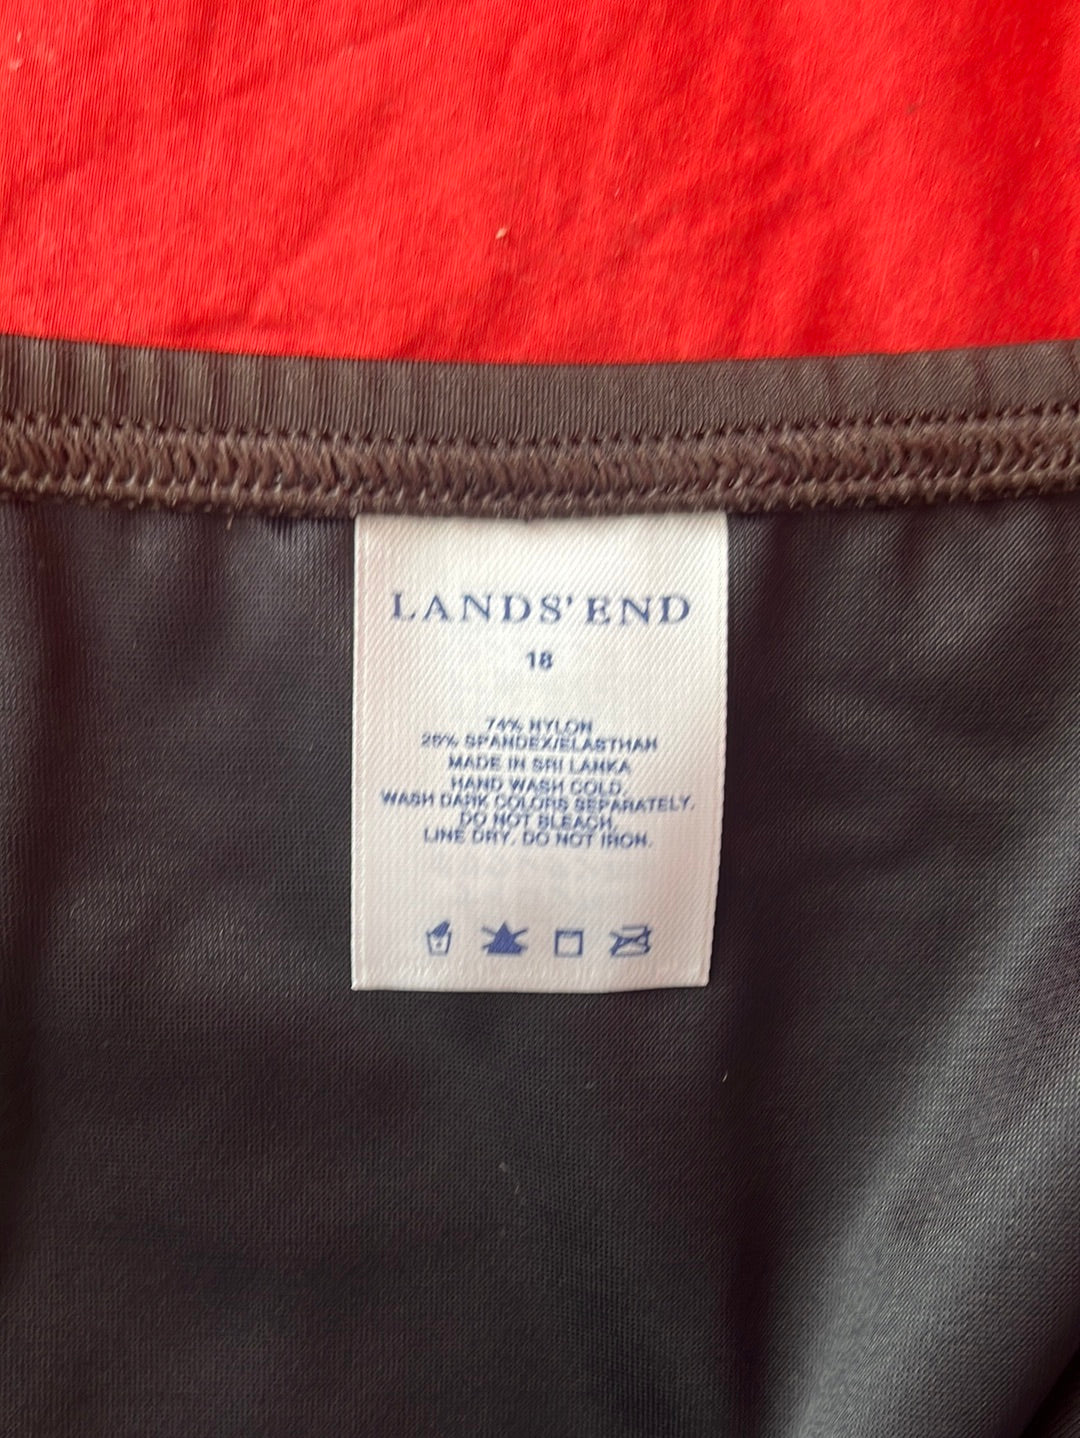 LANDS' END
18
74% NYLON
26% SPANDEX/ELASTHAN
MADE IN SRI LANKA
HAND WASH COLD.
WASH DARK COLORS SEPARATELY.
DO NOT BLEACH.
LINE DRY. DO NOT IRON.